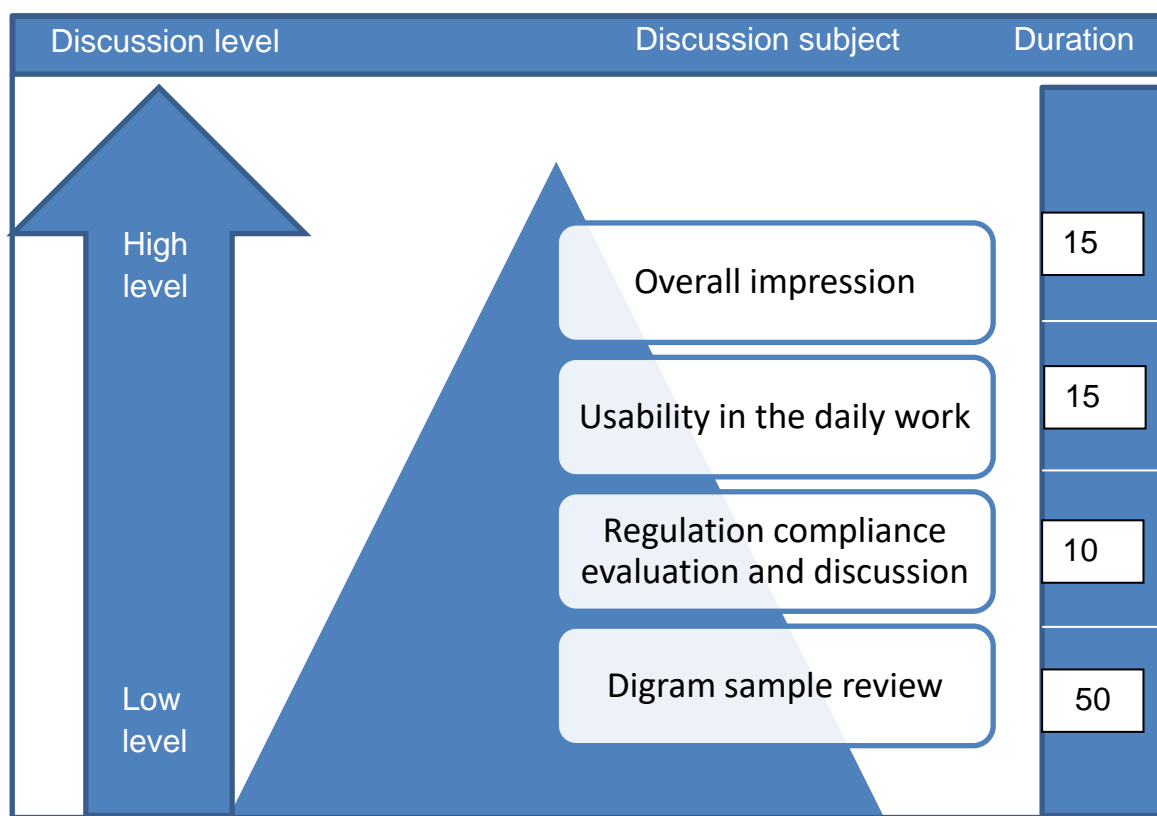 Discussion level Discussion subject Duration
High
level
Overall impression
15
Usability in the daily work
15
Regulation compliance
evaluation and discussion
10
Low
level
Digram sample review
50